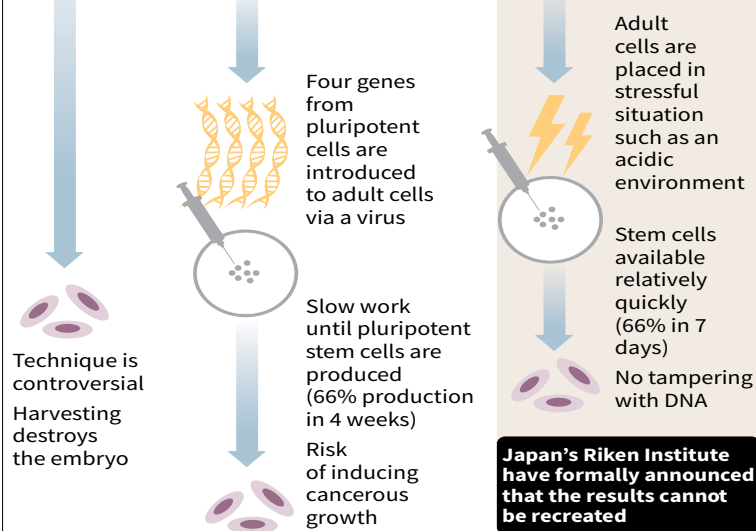 Technique is
controversial
Harvesting
destroys
the embryo
Four genes
from
pluripotent
cells are
introduced
to adult cells
via a virus
Slow work
until pluripotent
stem cells are
produced
(66% production
in 4 weeks)
Risk
of inducing
cancerous
growth
Adult
cells are
placed in
stressful
situation
such as an
acidic
environment
Stem cells
available
relatively
quickly
(66% in 7
days)
No tampering
with DNA
Japan’s Riken Institute
have formally announced
that the results cannot
be recreated